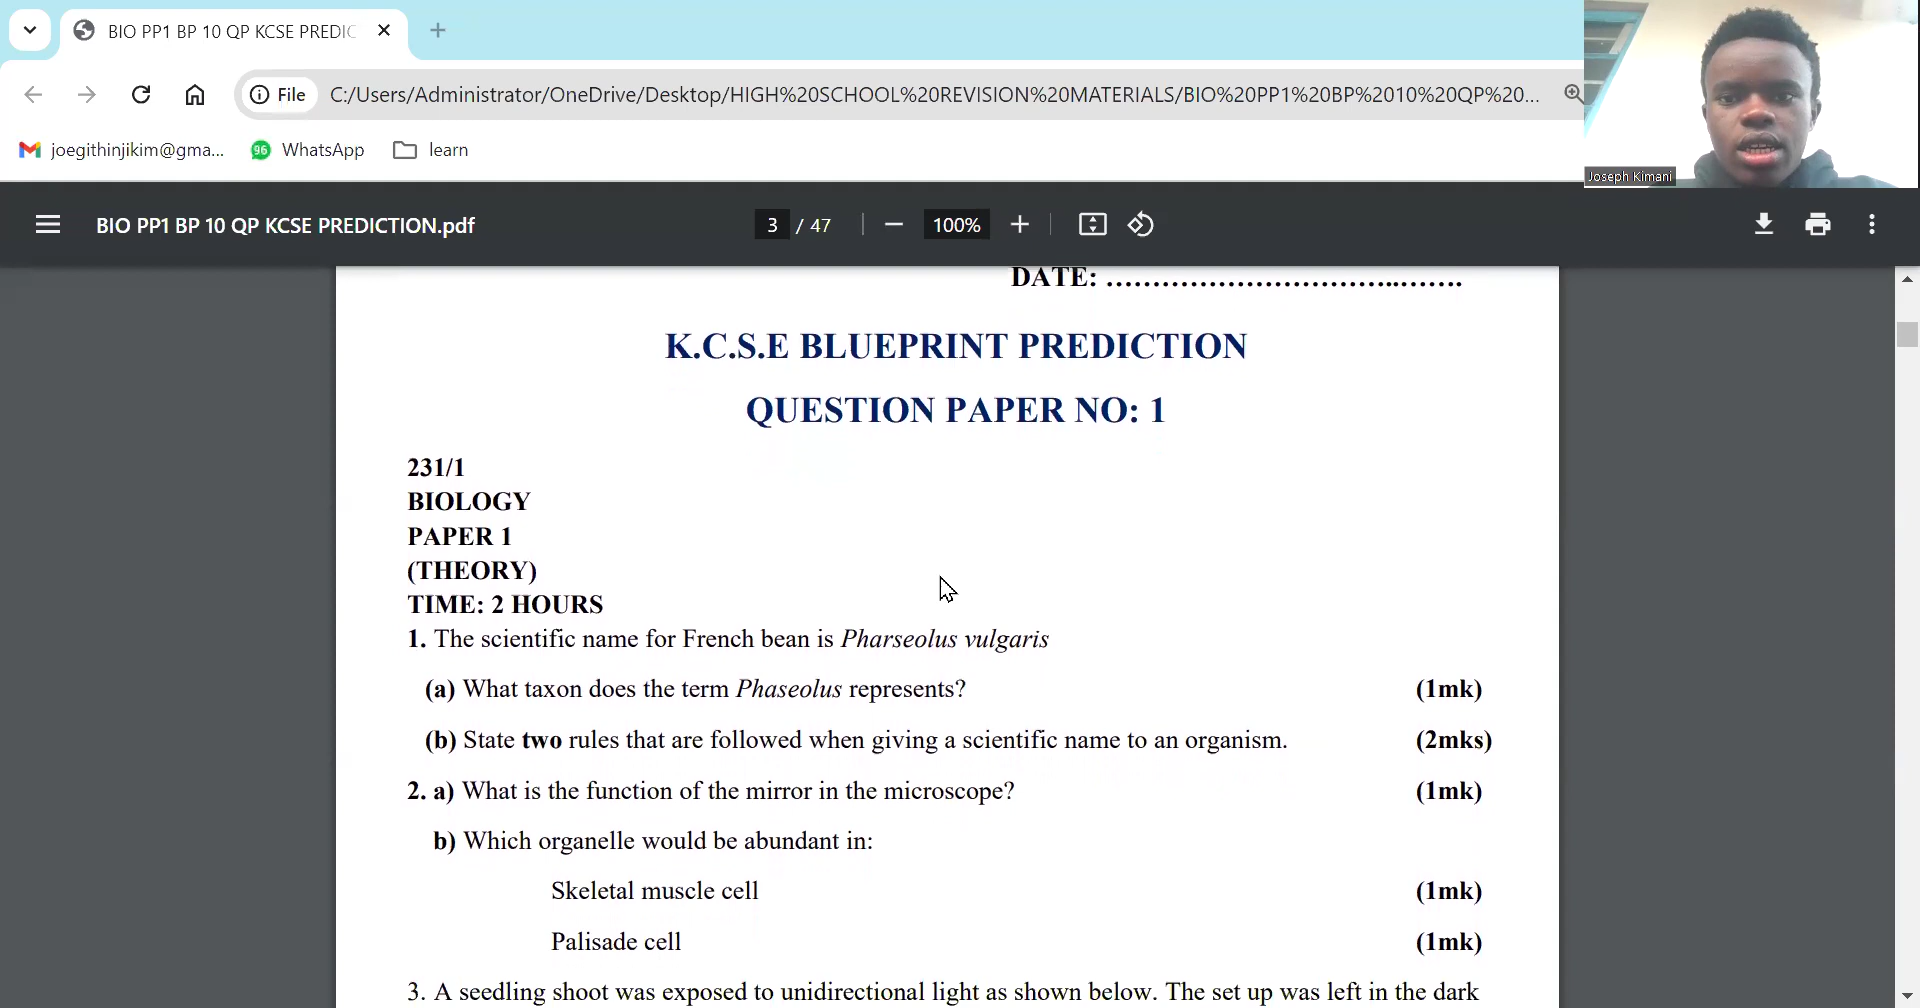 BIO PP1 BP 10 QP KCSE PREDIC
File
C:/Users/Administrator/OneDrive/Desktop/HIGH%20SCHOOL%20REVISION%20MATERIALS/BIO%20PP1%20BP%2010%20QP%20...
joegithinjikim@gma...
96
WhatsApp
learn
Joseph Kimani
BIO PP1 BP 10 QP KCSE PREDICTION.pdf
3 / 47
100%
DATE: …………………………..…….
K.C.S.E BLUEPRINT PREDICTION
QUESTION PAPER NO: 1
231/1
BIOLOGY
PAPER 1
(THEORY)
TIME: 2 HOURS
1. The scientific name for French bean is Pharseolus vulgaris
(a) What taxon does the term Phaseolus represents? (1mk)
(b) State two rules that are followed when giving a scientific name to an organism. (2mks)
2. a) What is the function of the mirror in the microscope? (1mk)
b) Which organelle would be abundant in:
Skeletal muscle cell (1mk)
Palisade cell (1mk)
3. A seedling shoot was exposed to unidirectional light as shown below. The set up was left in the dark